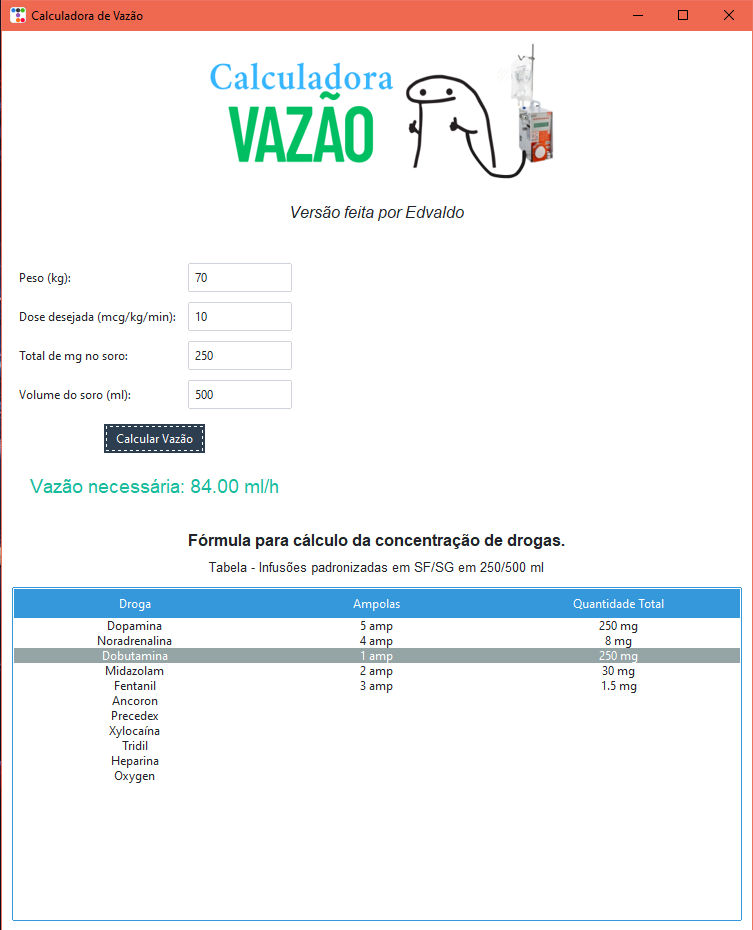 Calculadora de Vazão
Calculadora
VAZÃO
Versão feita por Edvaldo
Peso (kg): 70
Dose desejada (mcg/kg/min): 10
Total de mg no soro: 250
Volume do soro (ml): 500
Calcular Vazão
Vazão necessária: 84.00 ml/h
Fórmula para cálculo da concentração de drogas.
Tabela - Infusões padronizadas em SF/SG em 250/500 ml
Droga Ampolas Quantidade Total
Dopamina 5 amp 250 mg
Noradrenalina 4 amp 8 mg
Dobutamina 1 amp 250 mg
Midazolam 2 amp 30 mg
Fentanil 3 amp 1.5 mg
Ancoron
Precedex
Xylocaína
Tridil
Heparina
Oxygen